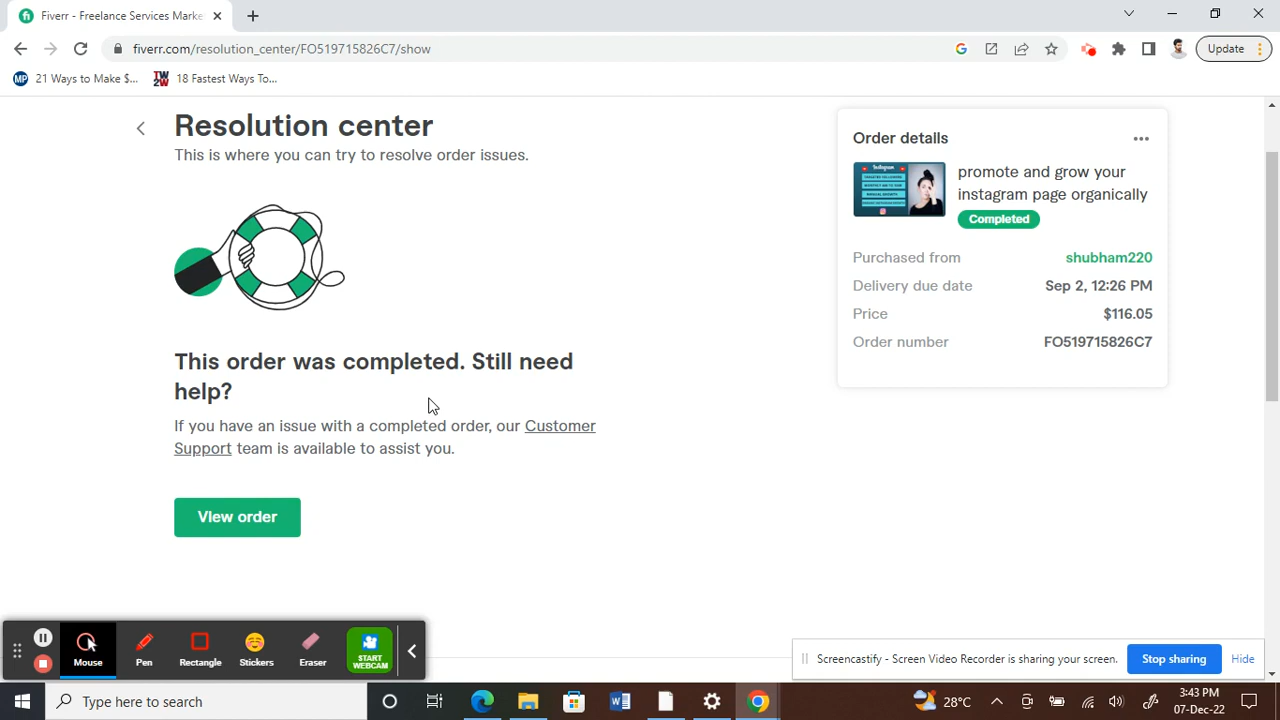 Fiverr - Freelance Services Marke
fiverr.com/resolution_center/FO519715826C7/show
Update
MP 21 Ways to Make $...
TW2W 18 Fastest Ways To...
Resolution center
This is where you can try to resolve order issues.
This order was completed. Still need
help?
If you have an issue with a completed order, our Customer
Support team is available to assist you.
View order
Order details
Instagram
promote and grow your
instagram page organically
Completed
Purchased from shubham220
Delivery due date Sep 2, 12:26 PM
Price $116.05
Order number FO519715826C7
Mouse
Pen
Rectangle
Stickers
Eraser
START
WEBCAM
Screencastify - Screen Video Recorder is sharing your screen.
Stop sharing
Hide
Type here to search
28°C
3:43 PM
07-Dec-22